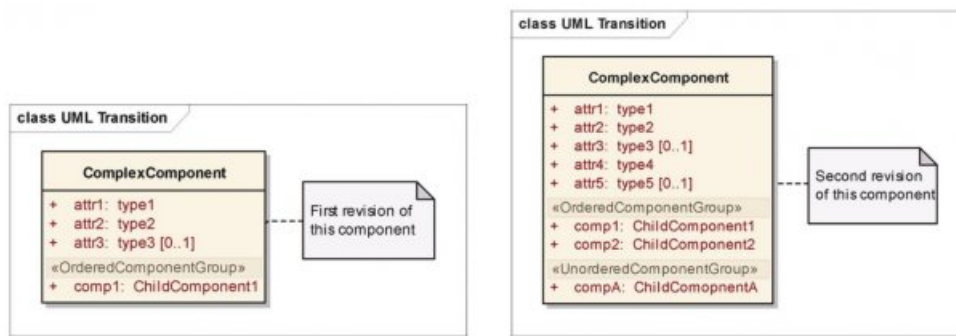 class UML Transition
ComplexComponent
+ attr1: type1
+ attr2: type2
+ attr3: type3 [0..1]
«OrderedComponentGroup»
+ comp1: ChildComponent1
First revision of
this component
class UML Transition
ComplexComponent
+ attr1: type1
+ attr2: type2
+ attr3: type3 [0..1]
+ attr4: type4
+ attr5: type5 [0..1]
«OrderedComponentGroup»
+ comp1: ChildComponent1
+ comp2: ChildComponent2
«UnorderedComponentGroup»
+ compA: ChildComopnentA
Second revision
of this component